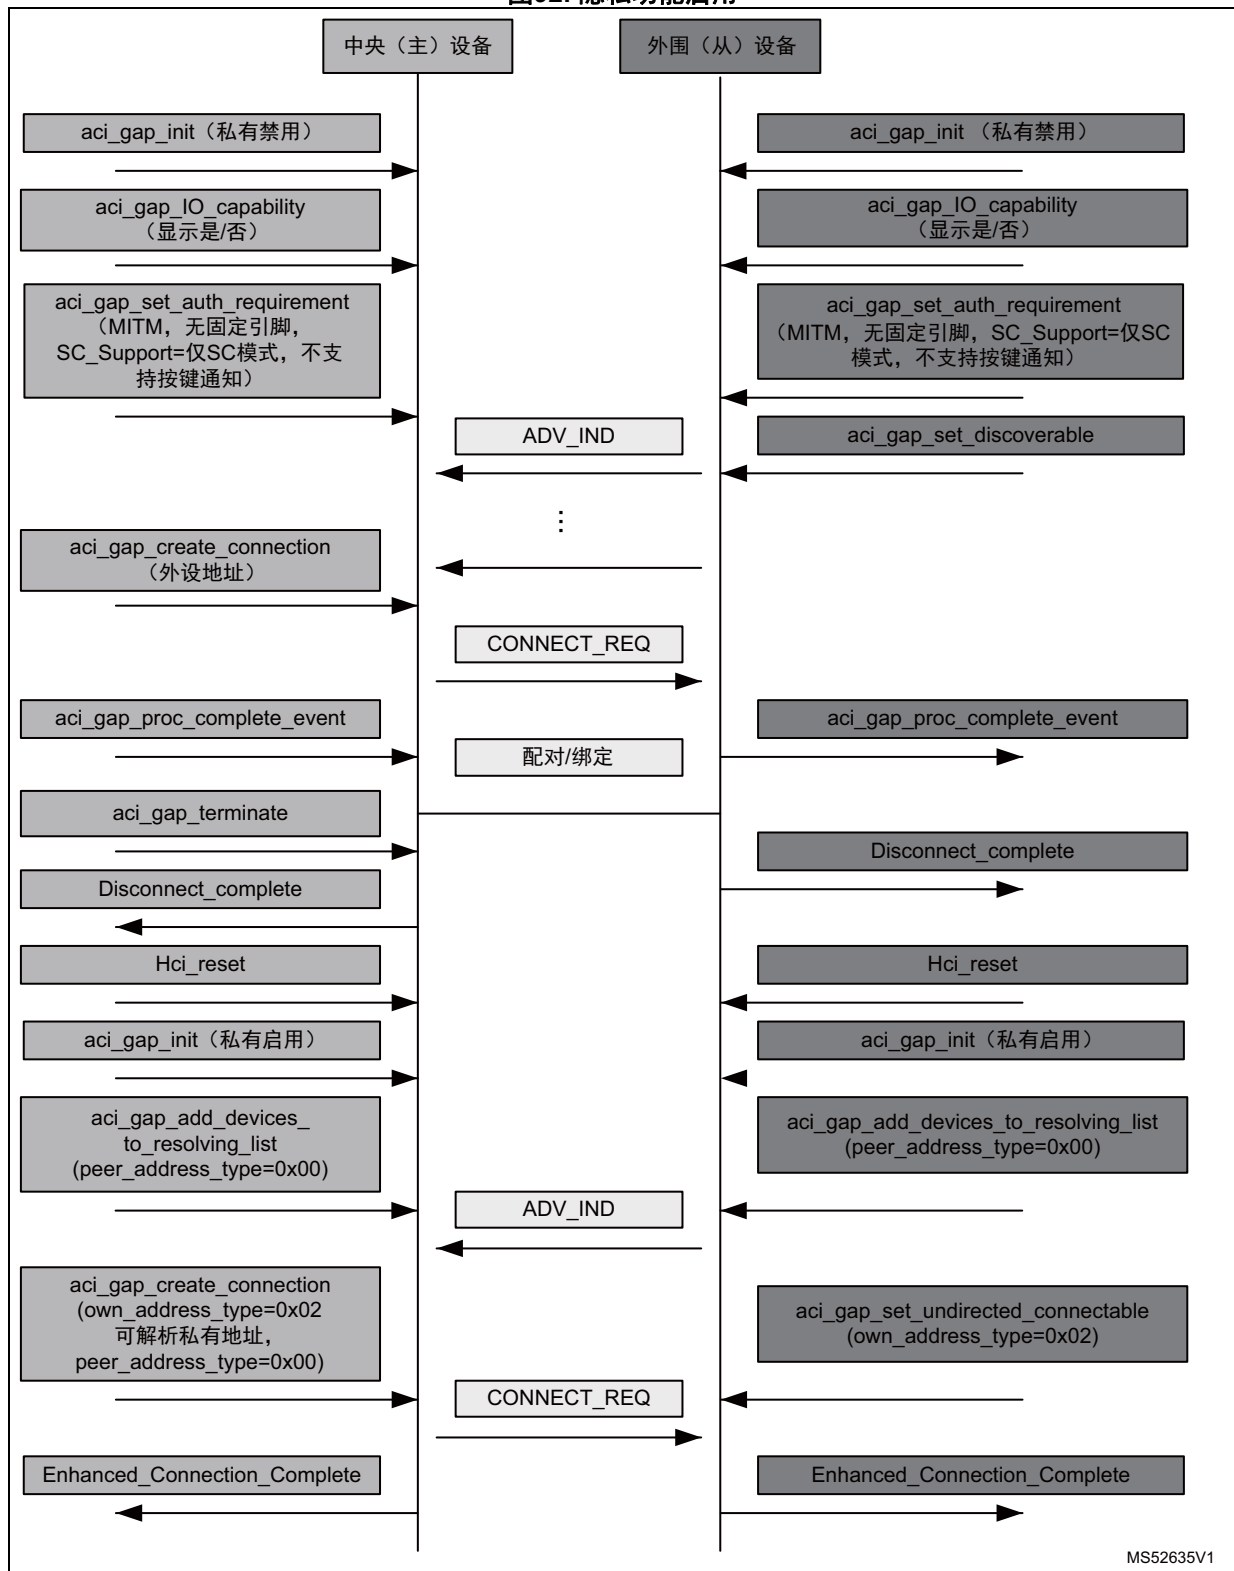 中央（主）设备
外围（从）设备
aci_gap_init（私有禁用）
aci_gap_init （私有禁用）
aci_gap_IO_capability
（显示是/否）
aci_gap_IO_capability
（显示是/否）
aci_gap_set_auth_requirement
（MITM，无固定引脚，
SC_Support=仅SC模式，不支
持按键通知）
aci_gap_set_auth_requirement
（MITM，无固定引脚，SC_Support=仅SC
模式，不支持按键通知）
ADV_IND
aci_gap_set_discoverable
aci_gap_create_connection
（外设地址）
CONNECT_REQ
aci_gap_proc_complete_event
配对/绑定
aci_gap_proc_complete_event
aci_gap_terminate
Disconnect_complete
Disconnect_complete
Hci_reset
Hci_reset
aci_gap_init（私有启用）
aci_gap_init（私有启用）
aci_gap_add_devices_
to_resolving_list
(peer_address_type=0x00)
aci_gap_add_devices_to_resolving_list
(peer_address_type=0x00)
ADV_IND
aci_gap_create_connection
(own_address_type=0x02
可解析私有地址，
peer_address_type=0x00)
aci_gap_set_undirected_connectable
(own_address_type=0x02)
CONNECT_REQ
Enhanced_Connection_Complete
Enhanced_Connection_Complete
MS52635V1